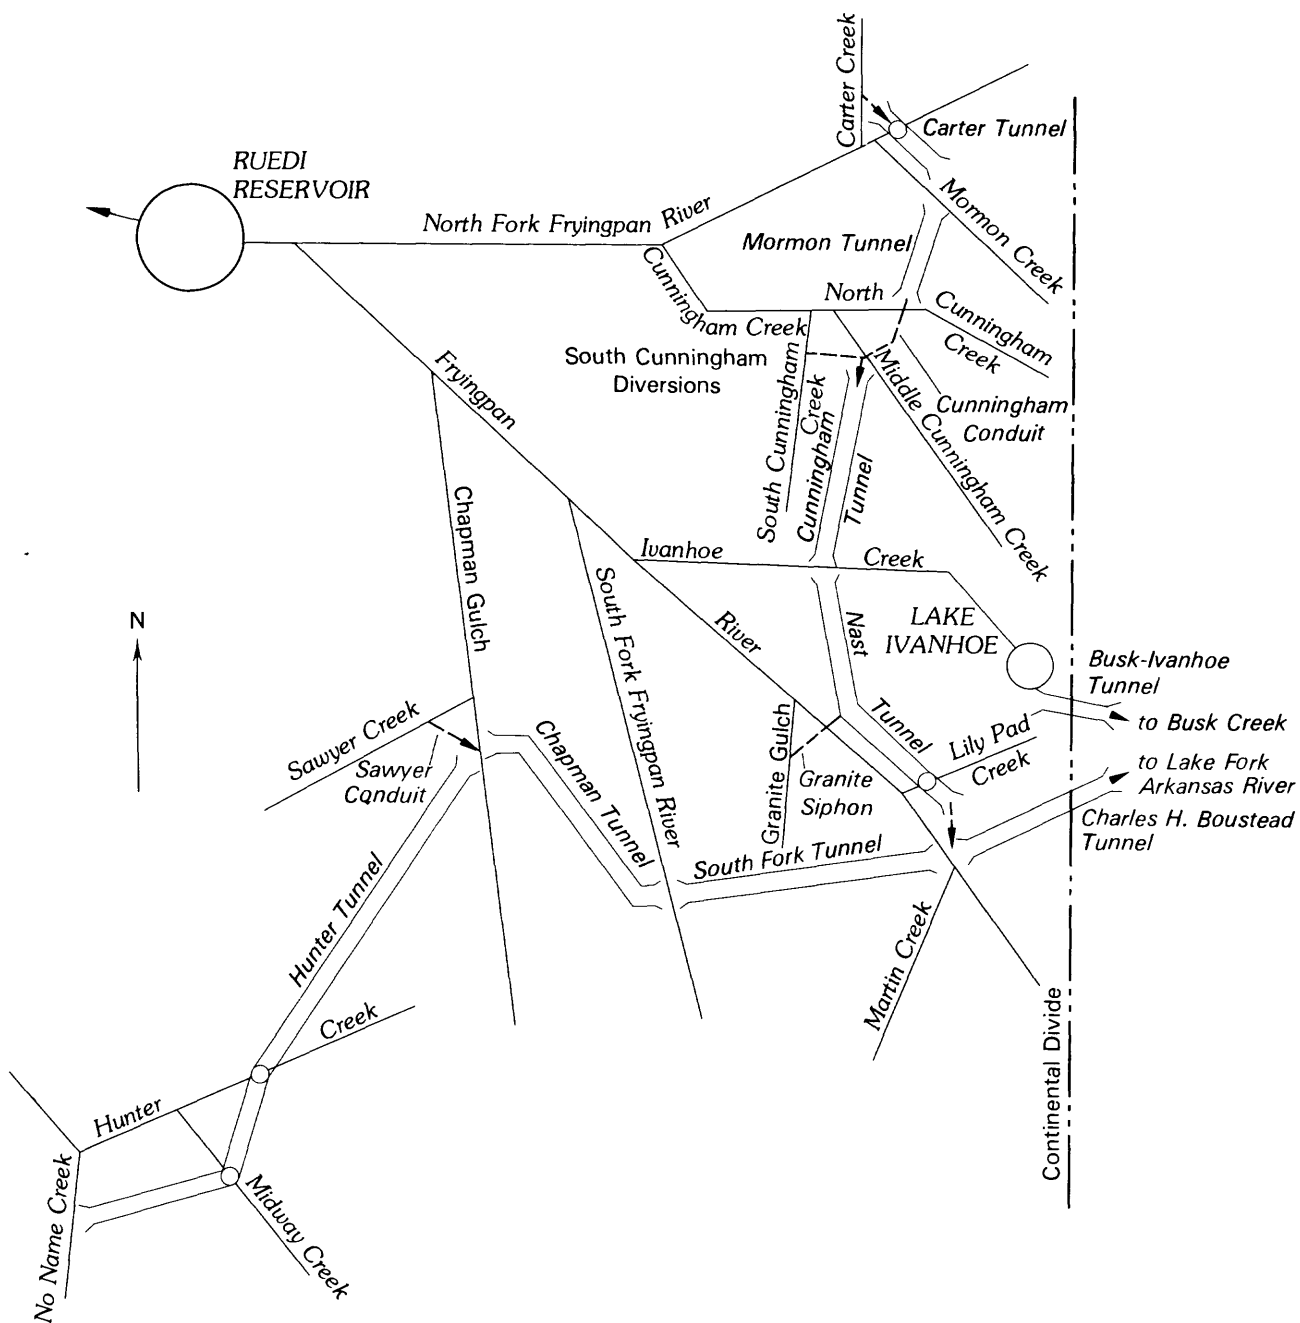 Carter Creek
Carter Tunnel
RUEDI
RESERVOIR
North Fork Fryingpan River
Mormon Creek
Mormon Tunnel
Cunningham Creek
North
Cunningham
Creek
South Cunningham
Diversions
South Cunningham
Creek
Cunningham
Tunnel
Middle Cunningham Creek
Cunningham
Conduit
Fryingpan
River
Chapman Gulch
South Fork Fryingpan River
Ivanhoe Creek
N
LAKE
IVANHOE
Nast
Tunnel
Busk-Ivanhoe
Tunnel
to Busk Creek
Lily Pad
Creek
to Lake Fork
Arkansas River
Charles H. Boustead
Tunnel
Sawyer Creek
Sawyer
Conduit
Chapman Tunnel
Granite Gulch
Granite
Siphon
South Fork Tunnel
Hunter Tunnel
Martin Creek
Continental Divide
Hunter Creek
No Name Creek
Midway Creek